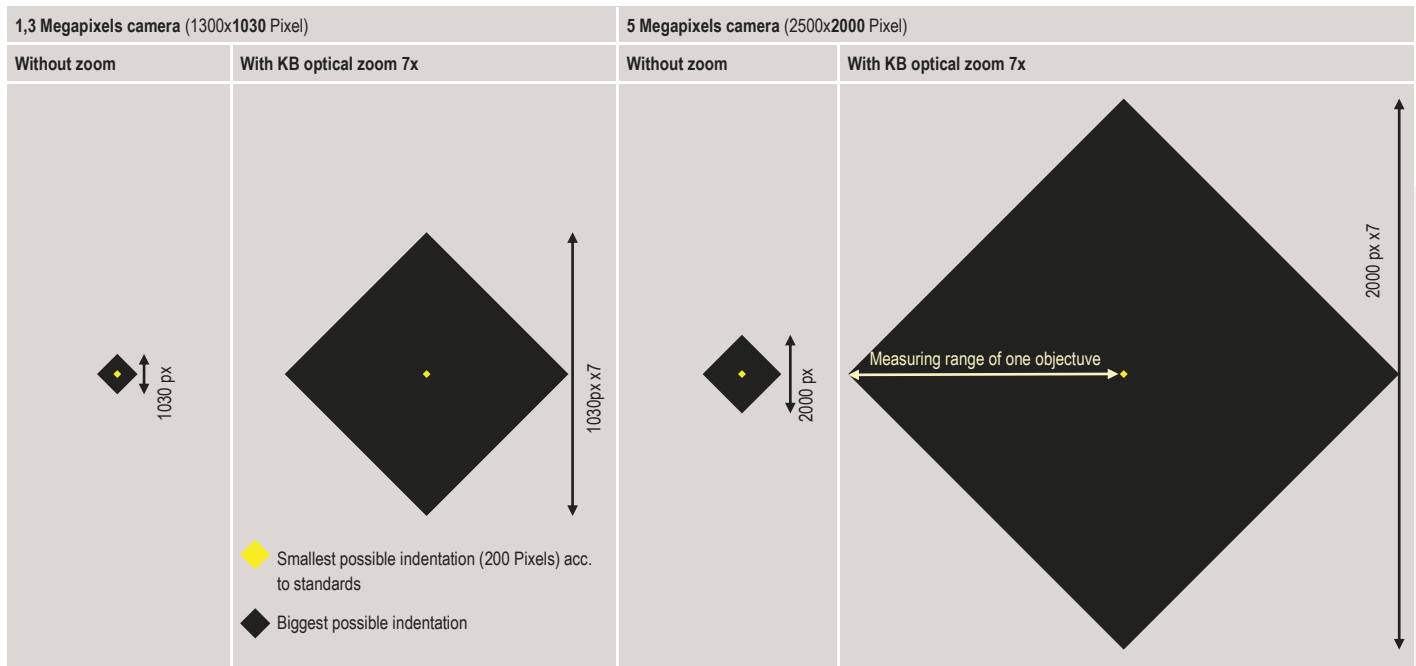 1,3 Megapixels camera (1300x1030 Pixel)
5 Megapixels camera (2500x2000 Pixel)
Without zoom
With KB optical zoom 7x
Without zoom
With KB optical zoom 7x
1030 px
1030px x7
Smallest possible indentation (200 Pixels) acc.
to standards
Biggest possible indentation
2000 px
Measuring range of one objectuve
2000 px x7